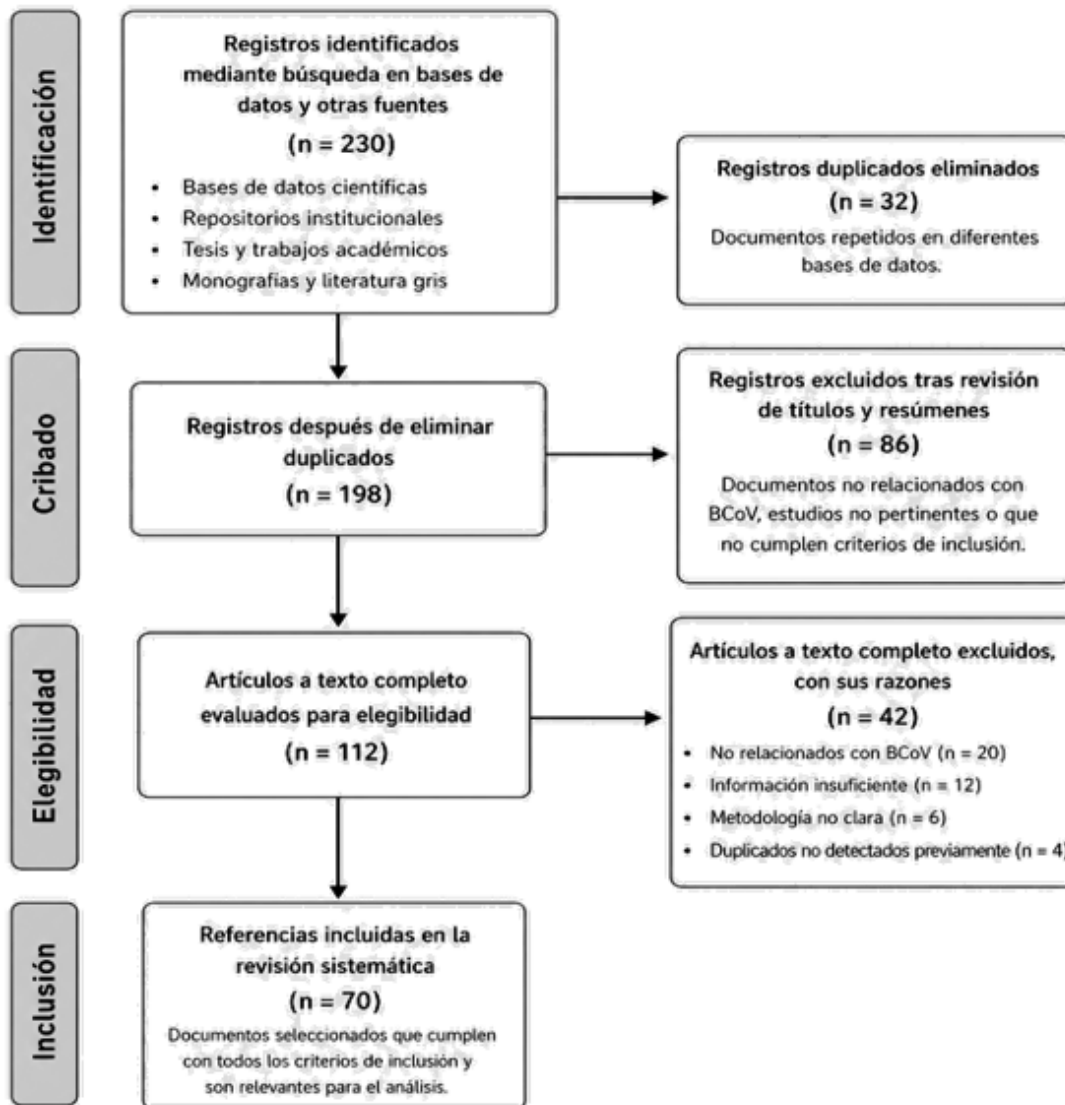 Identificación
Registros identificados
mediante búsqueda en bases de
datos y otras fuentes
(n = 230)
• Bases de datos científicas
• Repositorios institucionales
• Tesis y trabajos académicos
• Monografías y literatura gris
Registros duplicados eliminados
(n = 32)
Documentos repetidos en diferentes
bases de datos.
Cribado
Registros después de eliminar
duplicados
(n = 198)
Registros excluidos tras revisión
de títulos y resúmenes
(n = 86)
Documentos no relacionados con
BCoV, estudios no pertinentes o que
no cumplen criterios de inclusión.
Elegibilidad
Artículos a texto completo
evaluados para elegibilidad
(n = 112)
Artículos a texto completo excluidos,
con sus razones
(n = 42)
• No relacionados con BCoV (n = 20)
• Información insuficiente (n = 12)
• Metodología no clara (n = 6)
• Duplicados no detectados previamente (n = 4)
Inclusión
Referencias incluidas en la
revisión sistemática
(n = 70)
Documentos seleccionados que cumplen
con todos los criterios de inclusión y
son relevantes para el análisis.